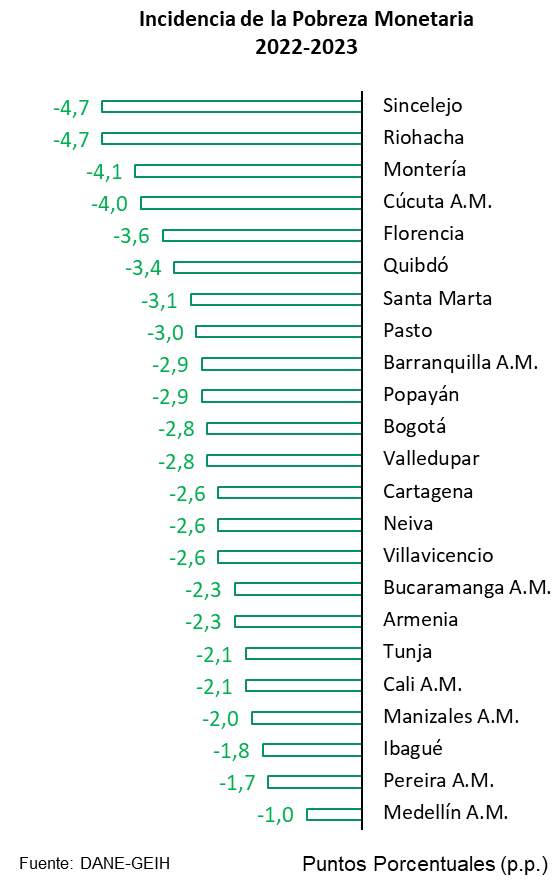 Incidencia de la Pobreza Monetaria
2022-2023
-4,7 Sincelejo
-4,7 Riohacha
-4,1 Montería
-4,0 Cúcuta A.M.
-3,6 Florencia
-3,4 Quibdó
-3,1 Santa Marta
-3,0 Pasto
-2,9 Barranquilla A.M.
-2,9 Popayán
-2,8 Bogotá
-2,8 Valledupar
-2,6 Cartagena
-2,6 Neiva
-2,6 Villavicencio
-2,3 Bucaramanga A.M.
-2,3 Armenia
-2,1 Tunja
-2,1 Cali A.M.
-2,0 Manizales A.M.
-1,8 Ibagué
-1,7 Pereira A.M.
-1,0 Medellín A.M.
Fuente: DANE-GEIH Puntos Porcentuales (p.p.)